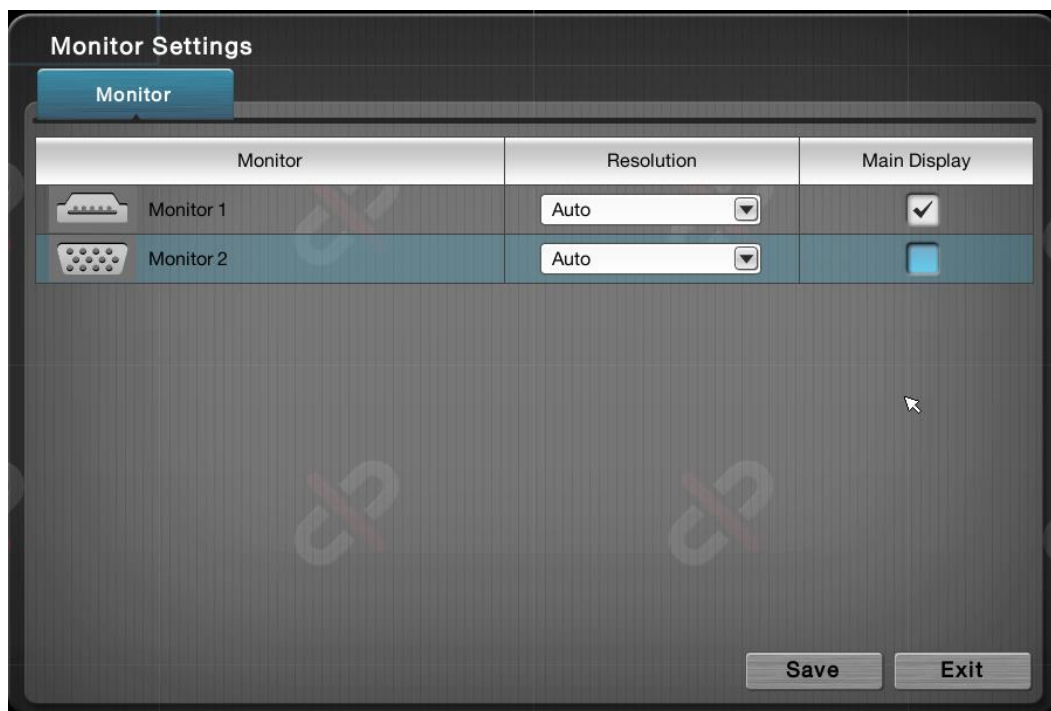 Monitor Settings
Monitor
Monitor Resolution Main Display
Monitor 1 Auto
Monitor 2 Auto
Save Exit